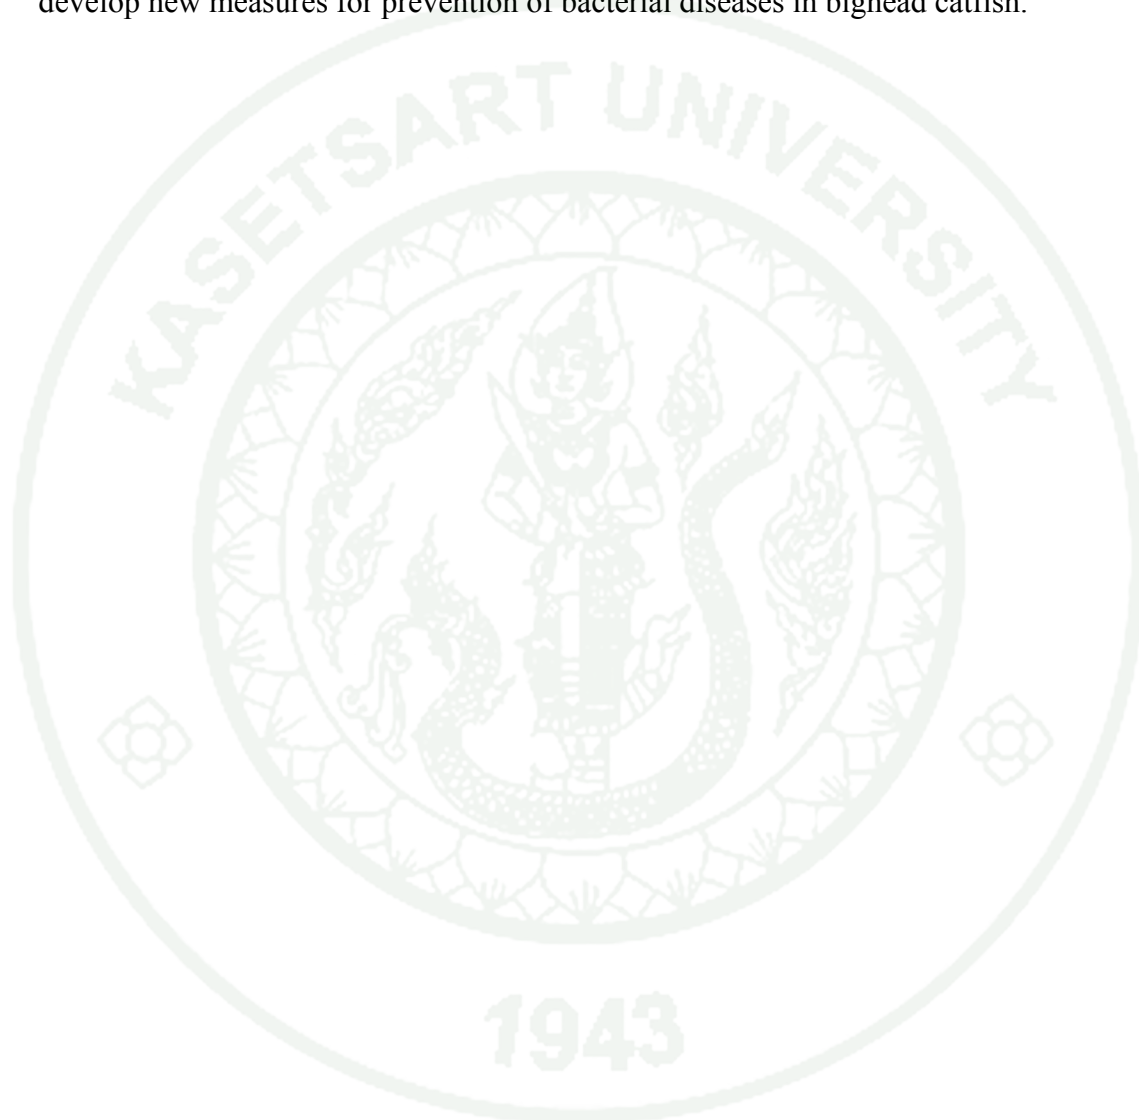 develop new measures for prevention of bacterial diseases in bighead catfish.
KASETSART UNIVERSITY
1943